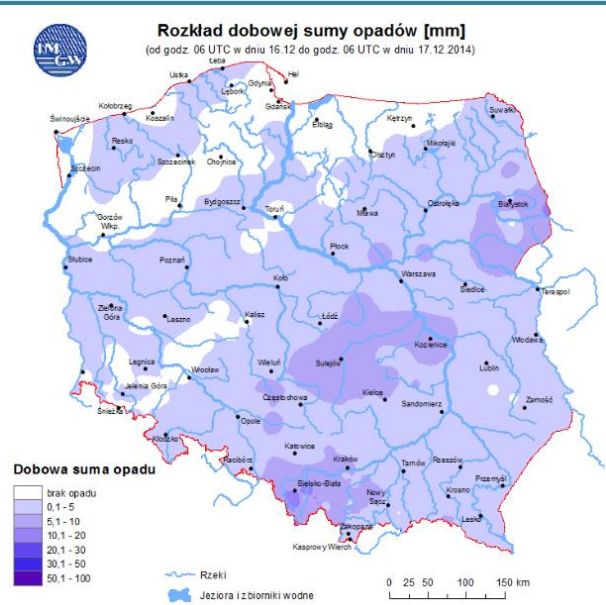 IM
GW
Rozkład dobowej sumy opadów [mm]
(od godz. 06 UTC w dniu 16.12 do godz. 06 UTC w dniu 17.12.2014)
Łeba
Hel
Ustka
Gdynia
Lębork
Gdańsk
Kołobrzeg
Koszalin
Świnoujście
Elbląg
Kętrzyn
Suwałki
Resko
Szczecinek
Chojnice
Olsztyn
Mikołajki
Szczecin
Piła
Bydgoszcz
Toruń
Mława
Ostrołęka
Białystok
Gorzów
Wlkp.
Płock
Słubice
Poznań
Koło
Warszawa
Siedlce
Terespol
Zielona
Góra
Leszno
Kalisz
Łódź
Kozienice
Włodawa
Legnica
Wrocław
Wieluń
Sulejów
Lublin
Jelenia Góra
Śnieżka
Częstochowa
Kielce
Sandomierz
Zamość
Kłodzko
Opole
Racibórz
Katowice
Kraków
Tarnów
Rzeszów
Przemyśl
Bielsko-Biała
Nowy
Sącz
Krosno
Lesko
Zakopane
Kasprowy Wierch
Dobowa suma opadu
brak opadu
0,1 - 5
5,1 - 10
10,1 - 20
20,1 - 30
30,1 - 50
50,1 - 100
Rzeki
Jeziora i zbiorniki wodne
0 25 50 100 150 km